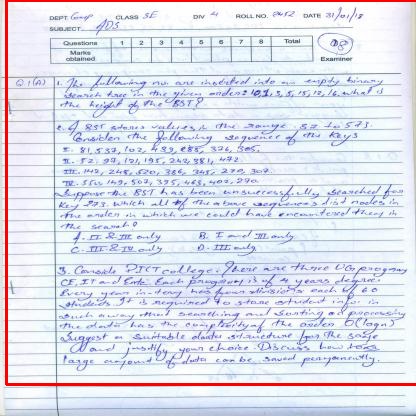 DEPT. Comp CLASS SE DIV 4 ROLL NO. 2452 DATE 31/01/18
SUBJECT ADS
Questions 1 2 3 4 5 6 7 8 Total
Marks obtained
08
Examiner
Q.1(A) 1. The following no. are inserted into an empty binary
search tree in the given order: 10,1,3,5,15,12,16. what is
the height of the BST?
2. A BST stores values in the range 37 to 573.
Consider the following sequence of the keys
I. 81, 537, 102, 439, 285, 376, 305,
II. 52, 97, 121, 195, 242, 381, 472.
III. 142, 248, 520, 386, 345, 270, 307.
IV. 550, 149, 507, 395, 463, 402, 270.
Suppose the BST has been unsuccessfully searched for
key 273. which all of the above sequences list nodes in
the order in which we could have encountered them in
the search?
A. II & III only B. I and III only
C. III & IV only D. III only
3. Consider PICT college. There are three UG program
CE, IT and Each program is of 4 years degree.
Every year in-turn has four divisions each of 60
students It is required to store student info. in
such away that searching and Sorting or processing
the data has the complexity of the order O(logn)
Suggest a suitable data structure for the same
and justify your choice. Discuss how
large amount of data can be saved permanently.